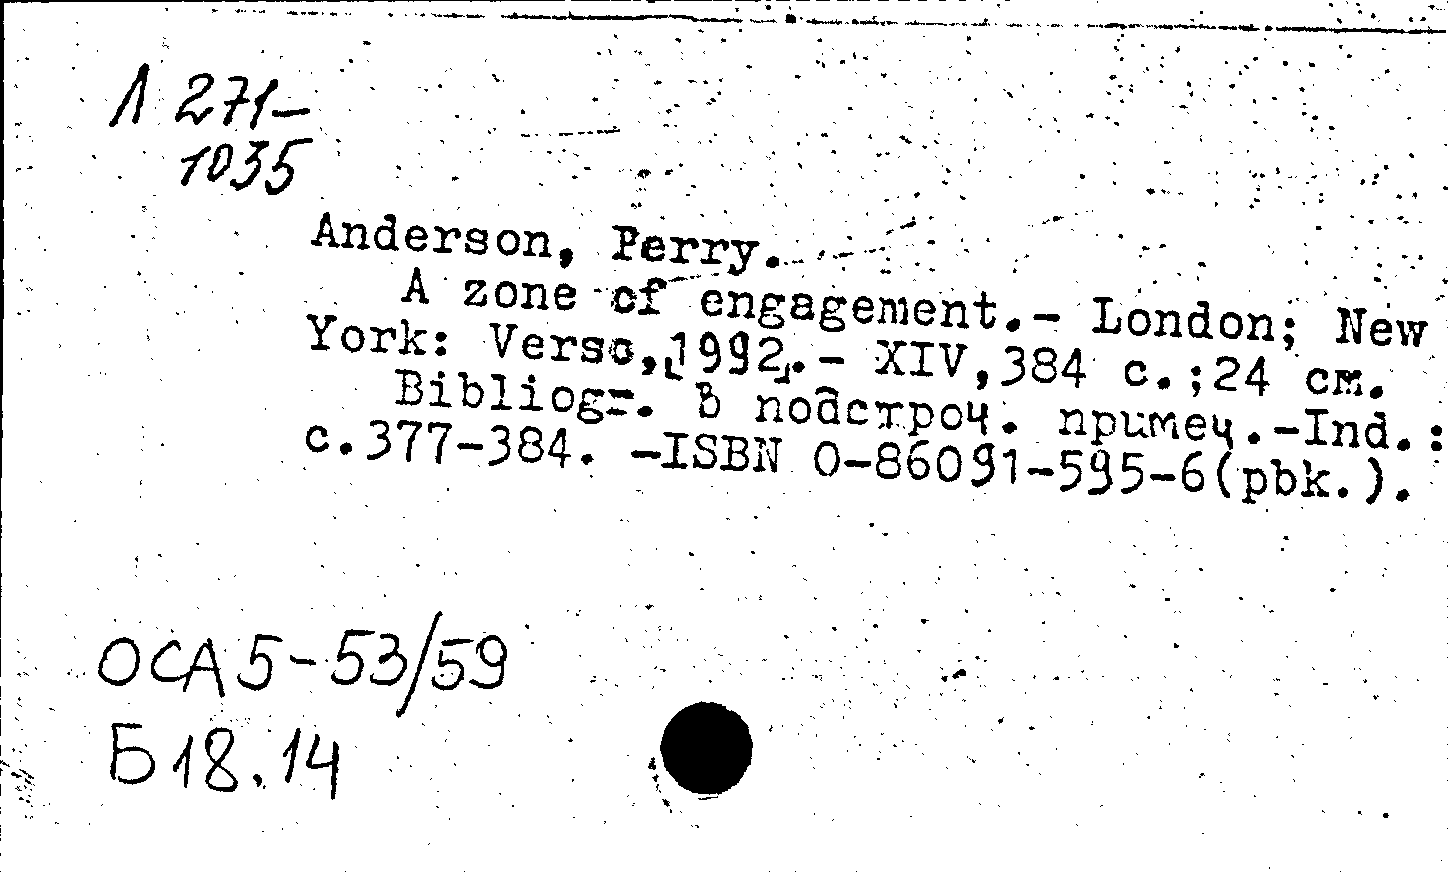 Л 271-
1035
Anderson, Perry.
A zone of engagement.- London; New
York: Verso,[1992].- XIV,384 c.;24 см.
Bibliogr. в подстроч. примеч.-Ind.:
c.377-384. -ISBN 0-86091-595-6(pbk.).
ОСА5-53/59
Б18.14